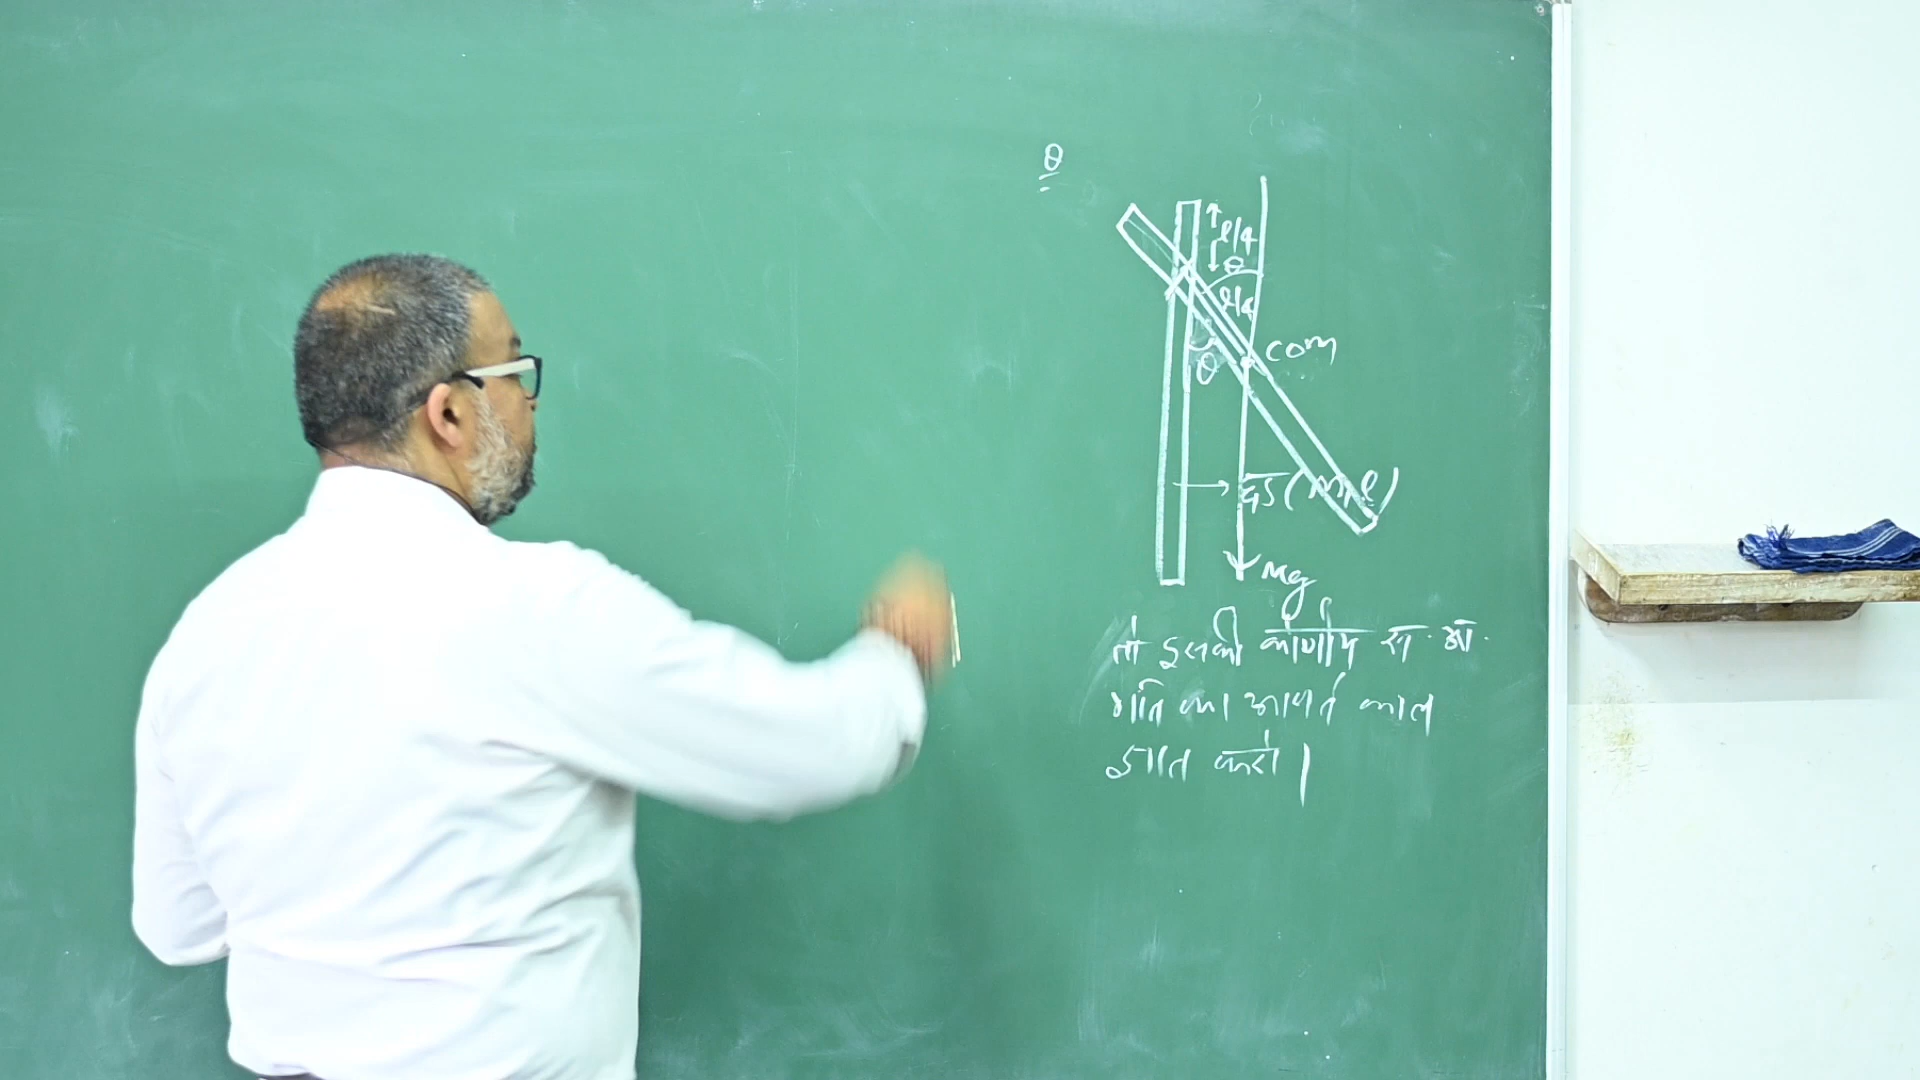 θ
l/4
θ
l/4
com
θ
दंड (m, l)
Mg
तो इसकी कोणीय स. आ.
गति का आवर्त काल
ज्ञात करो।